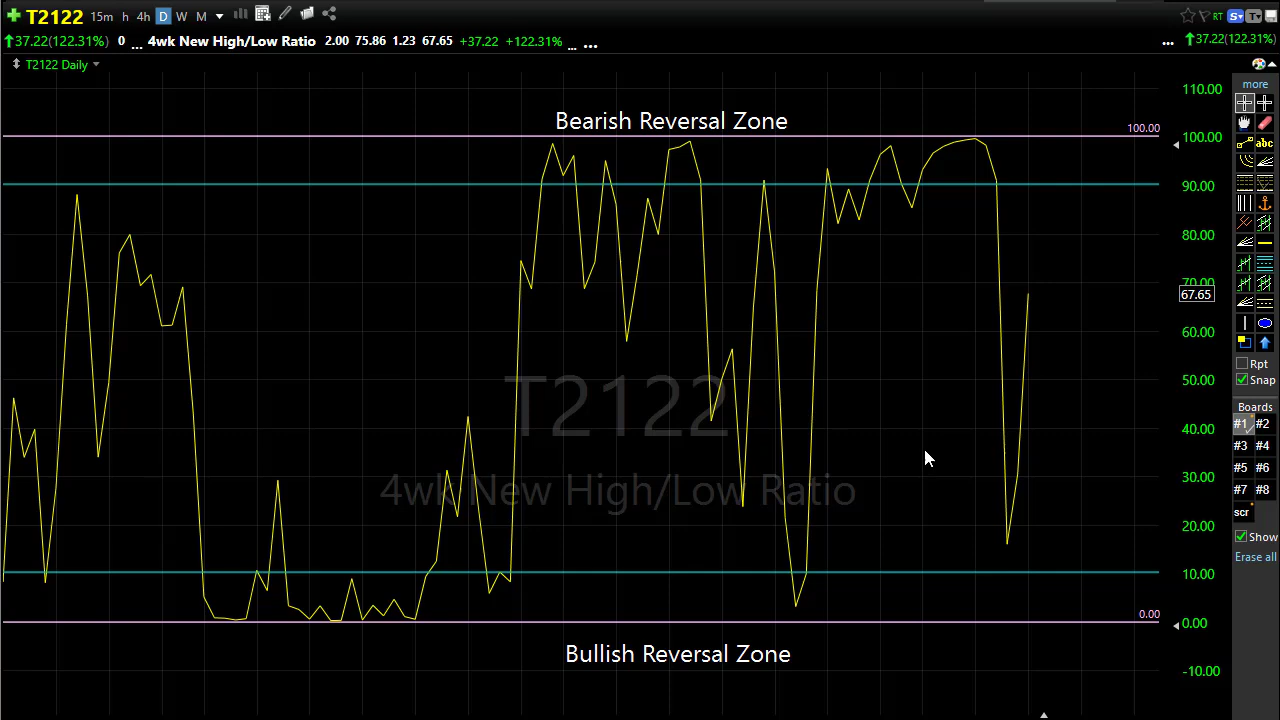 T2122 15m h 4h D W M RT S T
37.22(122.31%) 0 ... 4wk New High/Low Ratio 2.00 75.86 1.23 67.65 +37.22 +122.31% ... ... ... 37.22(122.31%)
T2122 Daily
more
110.00
Bearish Reversal Zone
100.00
100.00
abc
90.00
80.00
70.00
67.65
60.00
Rpt
50.00
Snap
T2122
Boards
#1 #2
40.00
#3 #4
#5 #6
30.00
4wk New High/Low Ratio
#7 #8
scr
20.00
Show
Erase all
10.00
0.00
0.00
Bullish Reversal Zone
-10.00